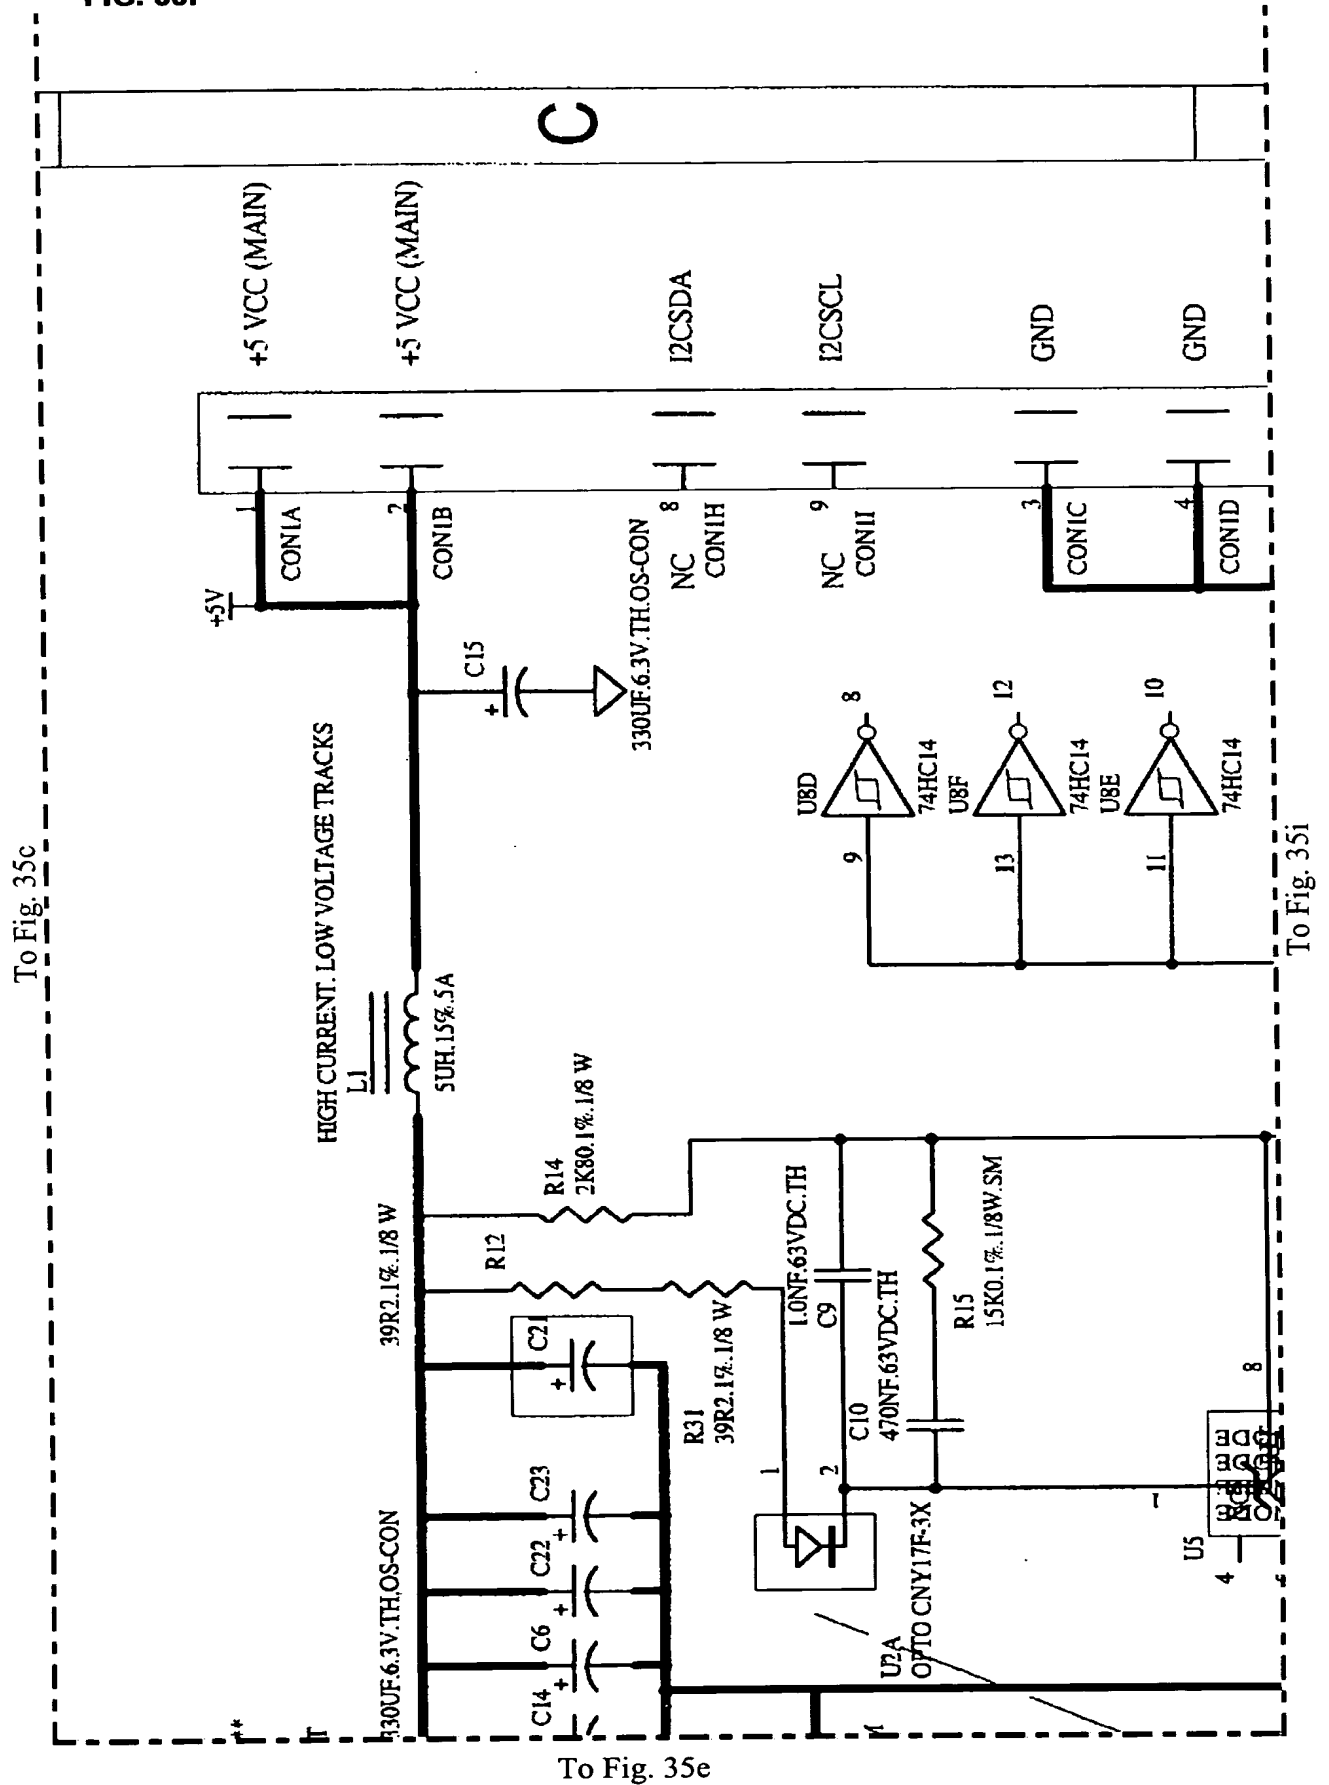 To Fig. 35c
C
+5 VCC (MAIN)
+5 VCC (MAIN)
I2CSDA
I2CSCL
GND
GND
1
CON1A
2
CON1B
8
NC
CON1H
9
NC
CON1I
3
CON1C
4
CON1D
+5V
C15
+
330UF.6.3V.TH.OS-CON
HIGH CURRENT. LOW VOLTAGE TRACKS
L1
5UH.15%.5A
U8D
9
8
74HC14
U8F
13
12
74HC14
U8E
11
10
74HC14
To Fig. 35i
R14
2K80.1%.1/8 W
R12
39R2.1%.1/8 W
R31
39R2.1%.1/8 W
1.0NF.63VDC.TH
C9
C10
470NF.63VDC.TH
R15
15K0.1%.1/8W.SM
C21
+
C23
+
C22
+
C6
+
C14
330UF.6.3V.TH.OS-CON
1
2
U2A
OPTO CNY17F-3X
1
8
U5
4
**
To Fig. 35e